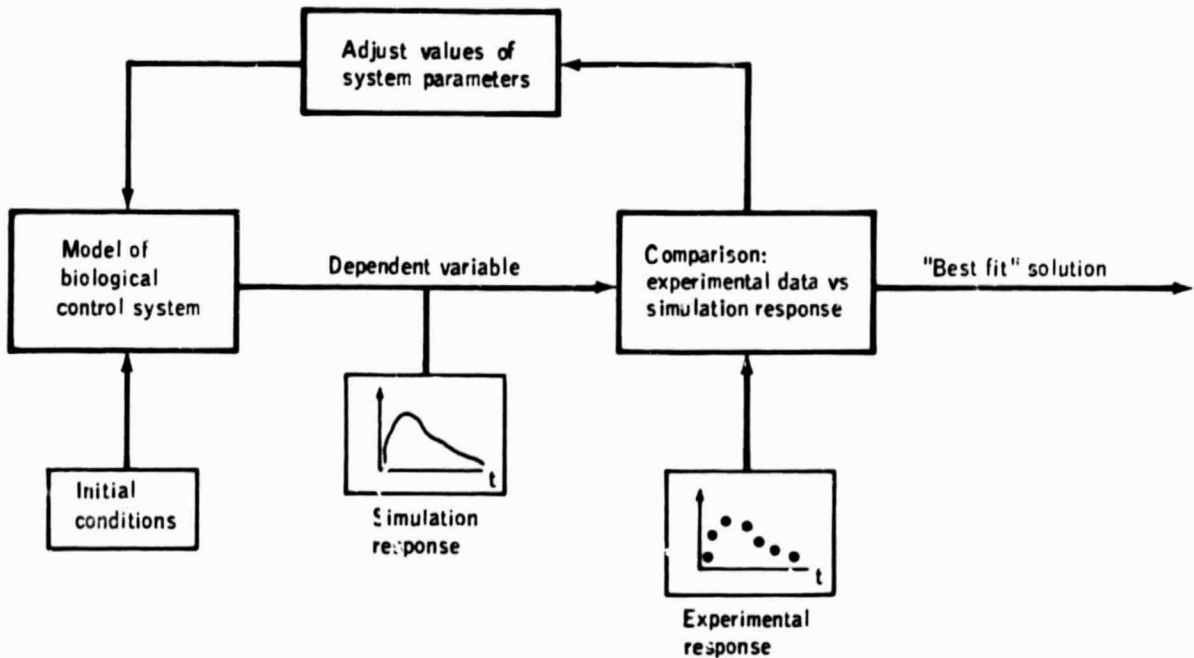 Adjust values of
system parameters
Model of
biological
control system
Dependent variable
Comparison:
experimental data vs
simulation response
"Best fit" solution
Initial
conditions
t
Simulation
response
t
Experimental
response